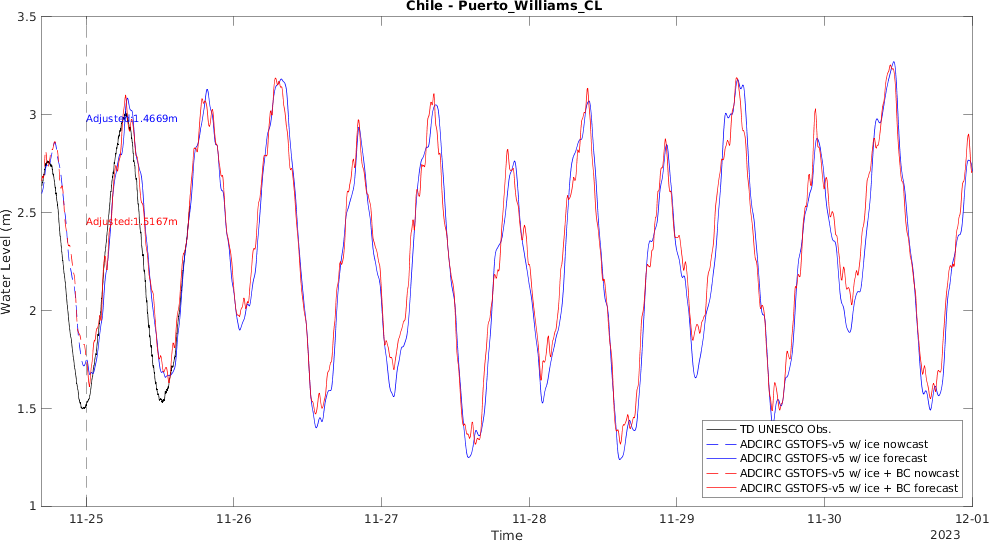 Chile - Puerto_Williams_CL
3.5
3
2.5
2
1.5
1
Water Level (m)
Adjusted:1.4669m
Adjusted:1.5167m
TD UNESCO Obs.
ADCIRC GSTOFS-v5 w/ ice nowcast
ADCIRC GSTOFS-v5 w/ ice forecast
ADCIRC GSTOFS-v5 w/ ice + BC nowcast
ADCIRC GSTOFS-v5 w/ ice + BC forecast
11-25
11-26
11-27
11-28
11-29
11-30
12-01
Time
2023